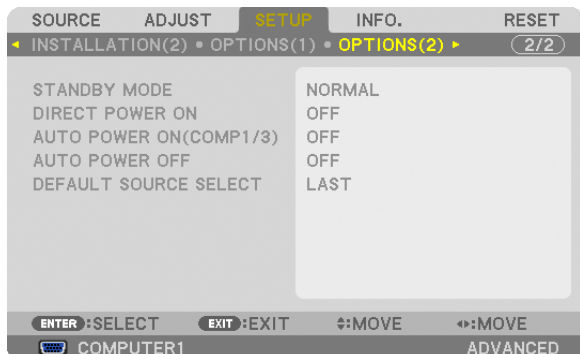 SOURCE ADJUST SETUP INFO. RESET
◂ INSTALLATION(2) • OPTIONS(1) • OPTIONS(2) ▸ 2/2
STANDBY MODE NORMAL
DIRECT POWER ON OFF
AUTO POWER ON(COMP1/3) OFF
AUTO POWER OFF OFF
DEFAULT SOURCE SELECT LAST
ENTER :SELECT EXIT :EXIT :MOVE :MOVE
COMPUTER1 ADVANCED